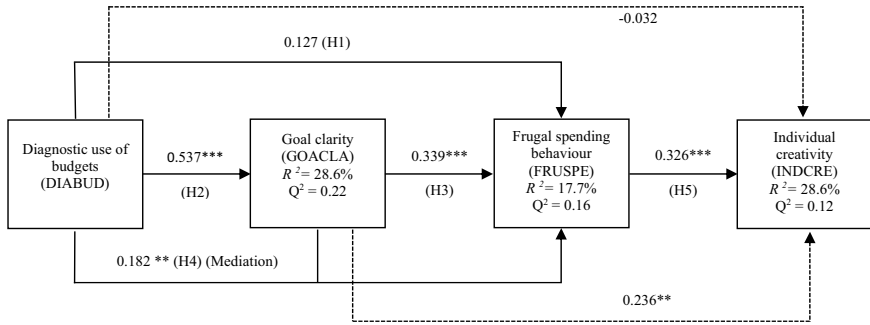 -0.032
0.127 (H1)
Diagnostic use of
budgets
(DIABUD)
0.537***
(H2)
Goal clarity
(GOACLA)
R² = 28.6%
Q² = 0.22
0.339***
(H3)
Frugal spending
behaviour
(FRUSPE)
R² = 17.7%
Q² = 0.16
0.326***
(H5)
Individual
creativity
(INDCRE)
R² = 28.6%
Q² = 0.12
0.182 ** (H4) (Mediation)
0.236**